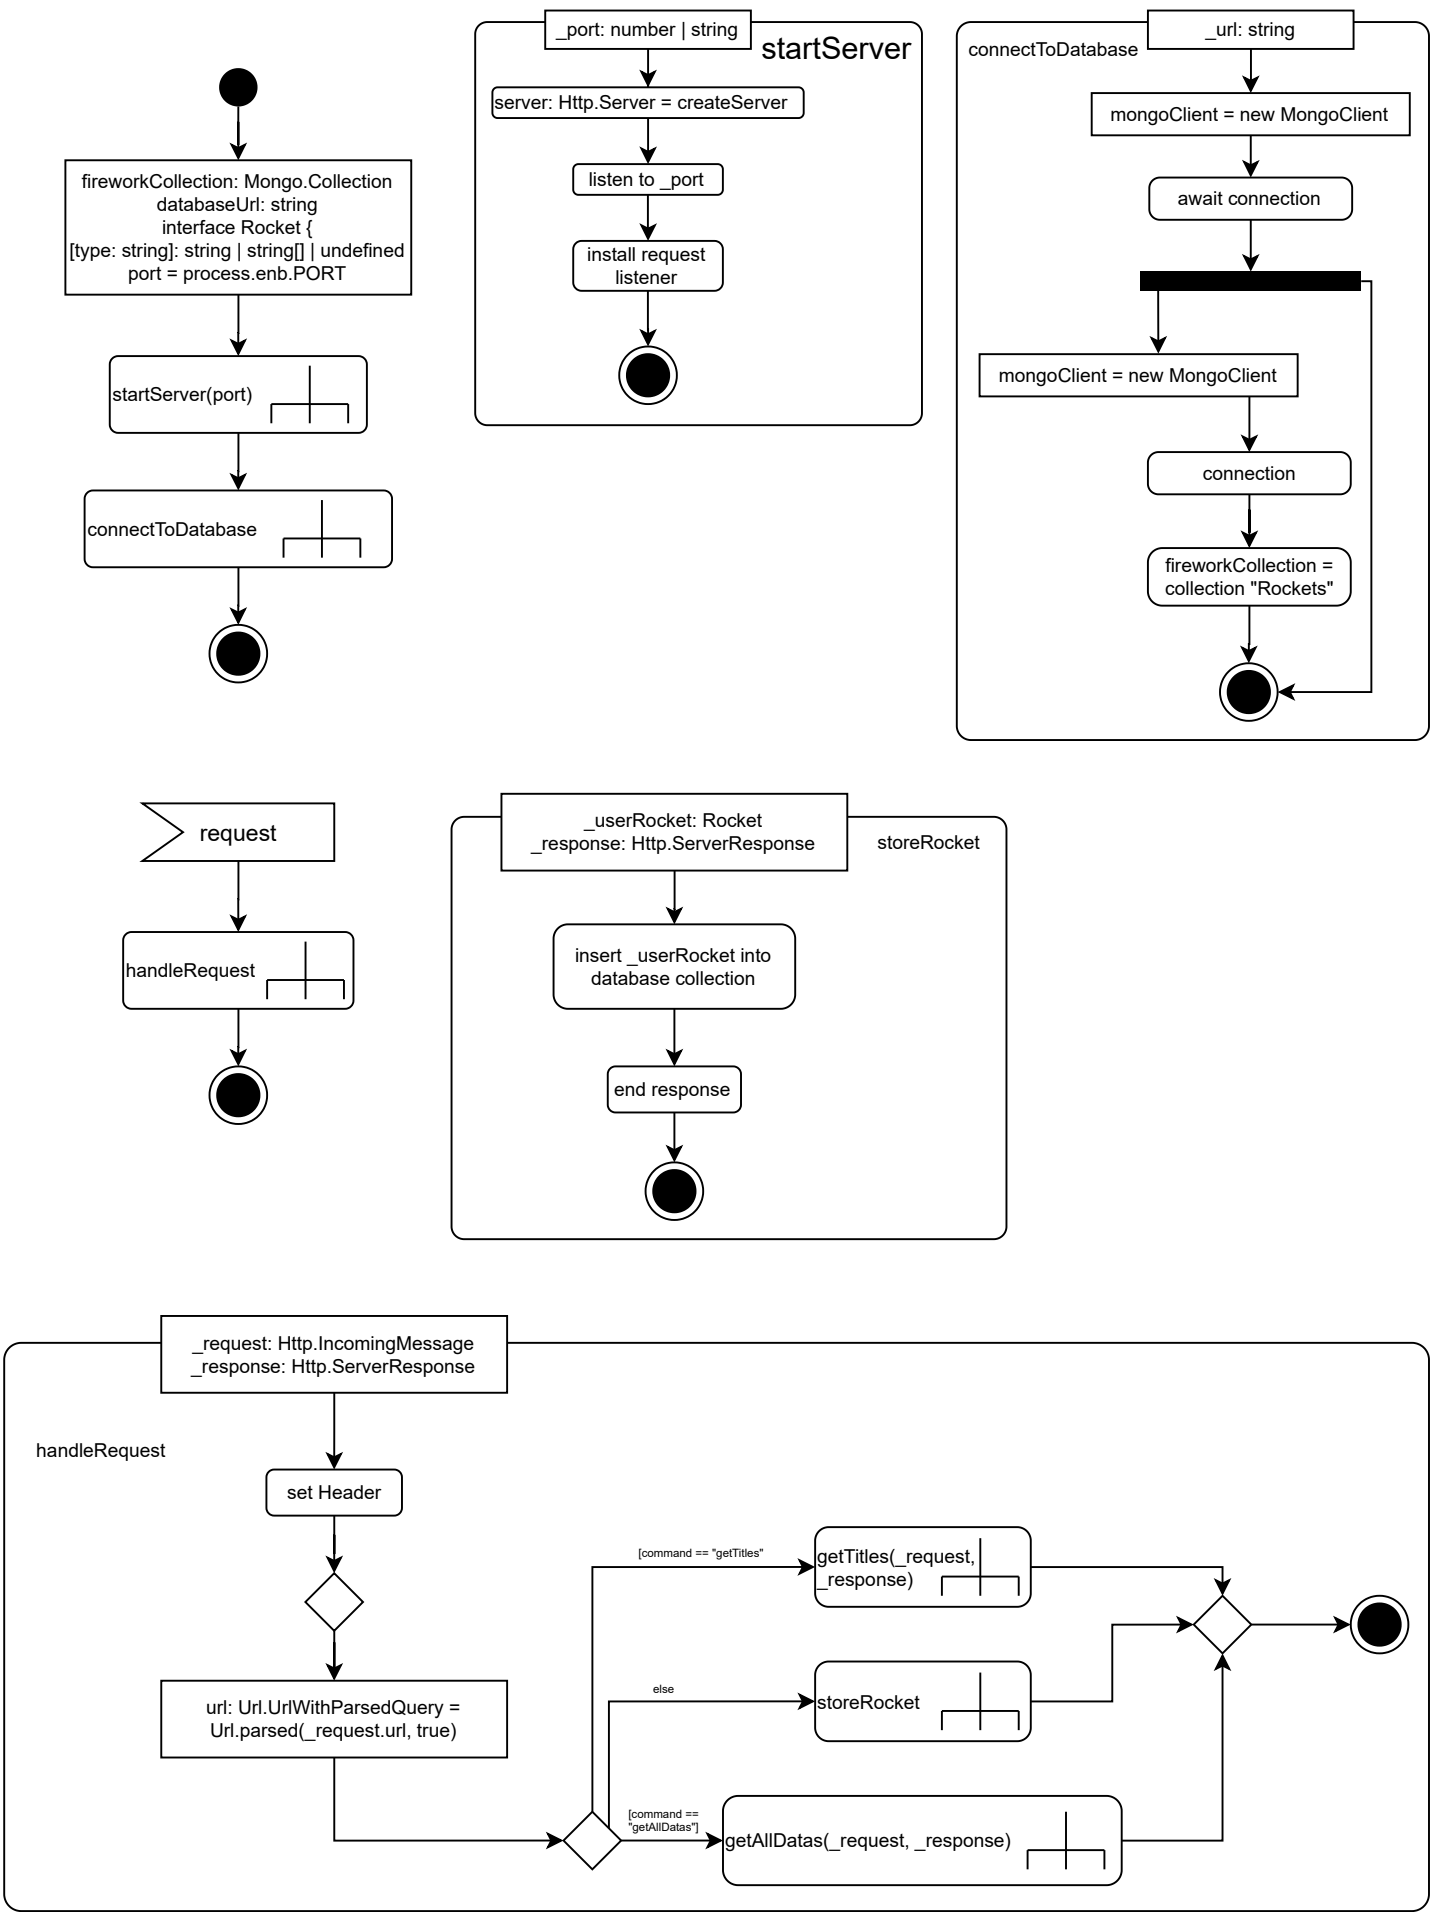 fireworkCollection: Mongo.Collection
databaseUrl: string
interface Rocket {
[type: string]: string | string[] | undefined
port = process.enb.PORT
startServer(port)
connectToDatabase
_port: number | string
startServer
server: Http.Server = createServer
listen to _port
install request
listener
_url: string
connectToDatabase
mongoClient = new MongoClient
await connection
mongoClient = new MongoClient
connection
fireworkCollection =
collection "Rockets"
request
handleRequest
_userRocket: Rocket
_response: Http.ServerResponse
storeRocket
insert _userRocket into
database collection
end response
_request: Http.IncomingMessage
_response: Http.ServerResponse
handleRequest
set Header
url: Url.UrlWithParsedQuery =
Url.parsed(_request.url, true)
[command == "getTitles"
getTitles(_request,
_response)
else
storeRocket
[command ==
"getAllDatas"]
getAllDatas(_request, _response)